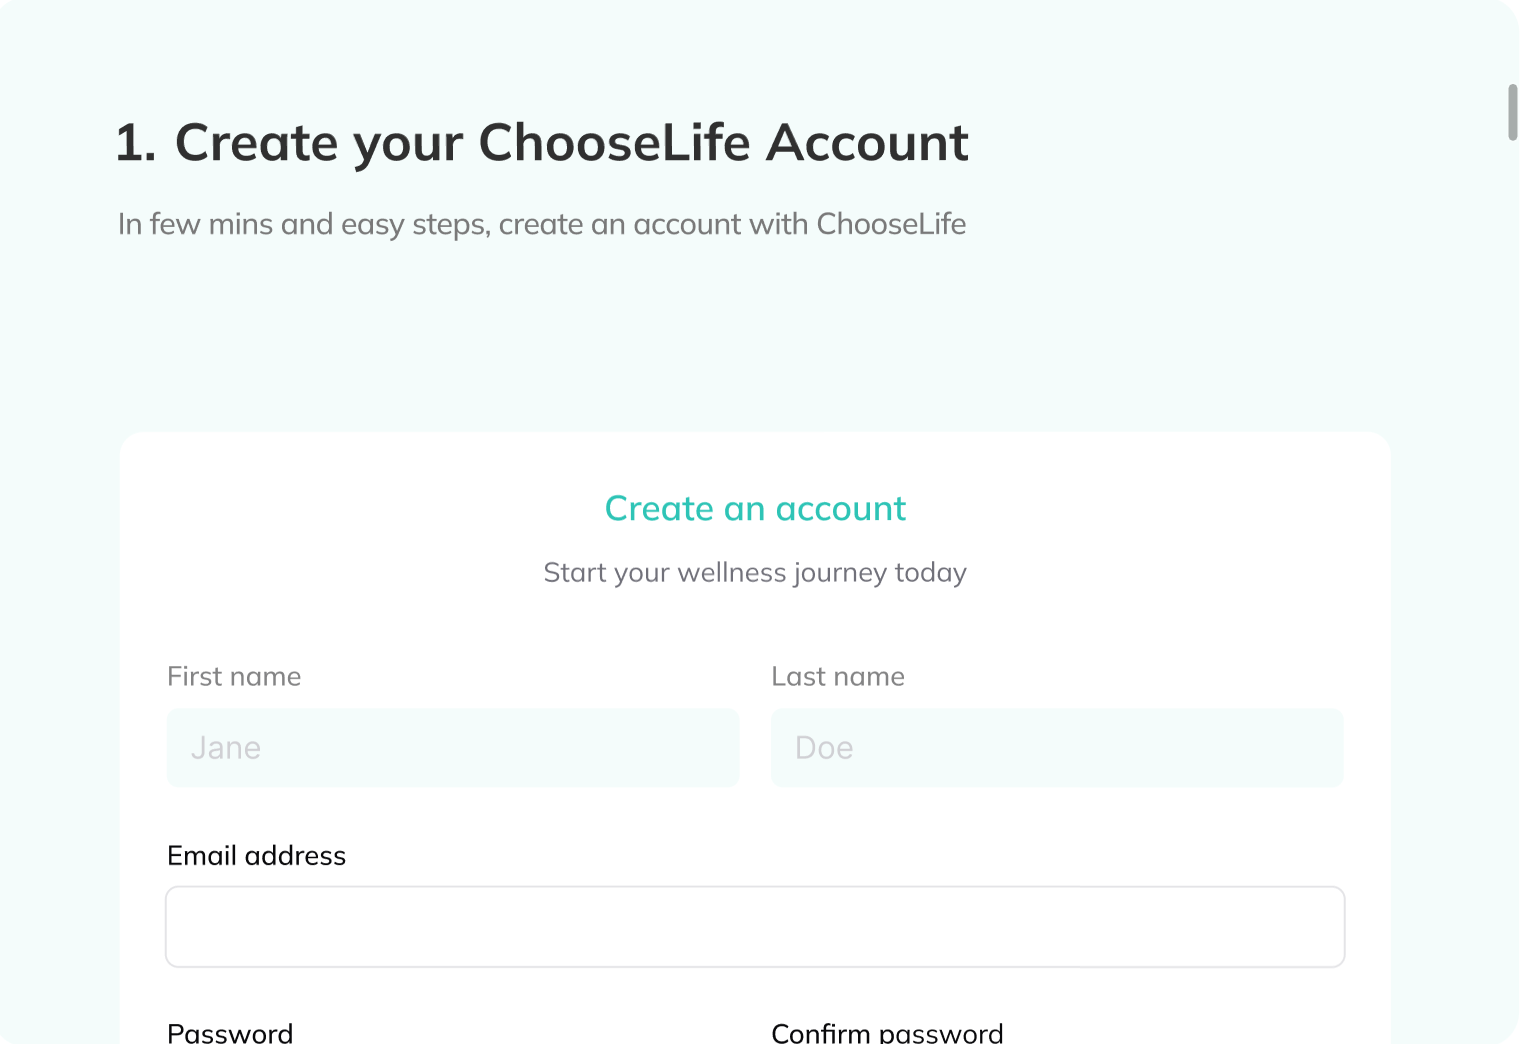 1. Create your ChooseLife Account
In few mins and easy steps, create an account with ChooseLife
Create an account
Start your wellness journey today
First name
Last name
Jane
Doe
Email address
Password
Confirm password